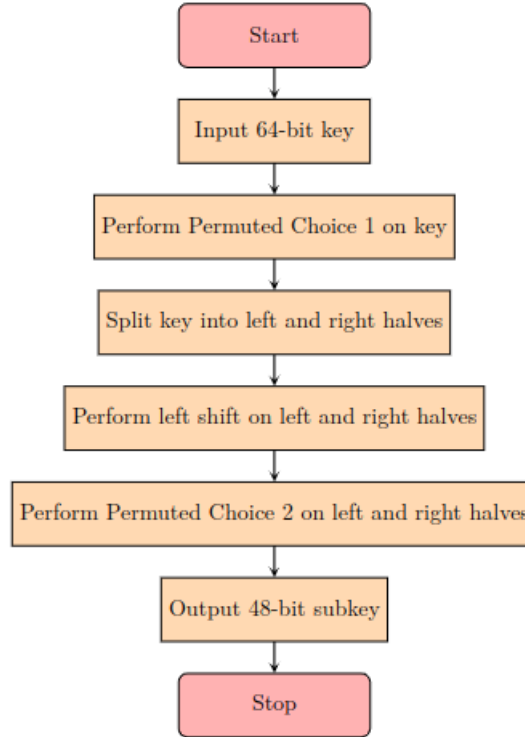 Start
Input 64-bit key
Perform Permuted Choice 1 on key
Split key into left and right halves
Perform left shift on left and right halves
Perform Permuted Choice 2 on left and right halves
Output 48-bit subkey
Stop